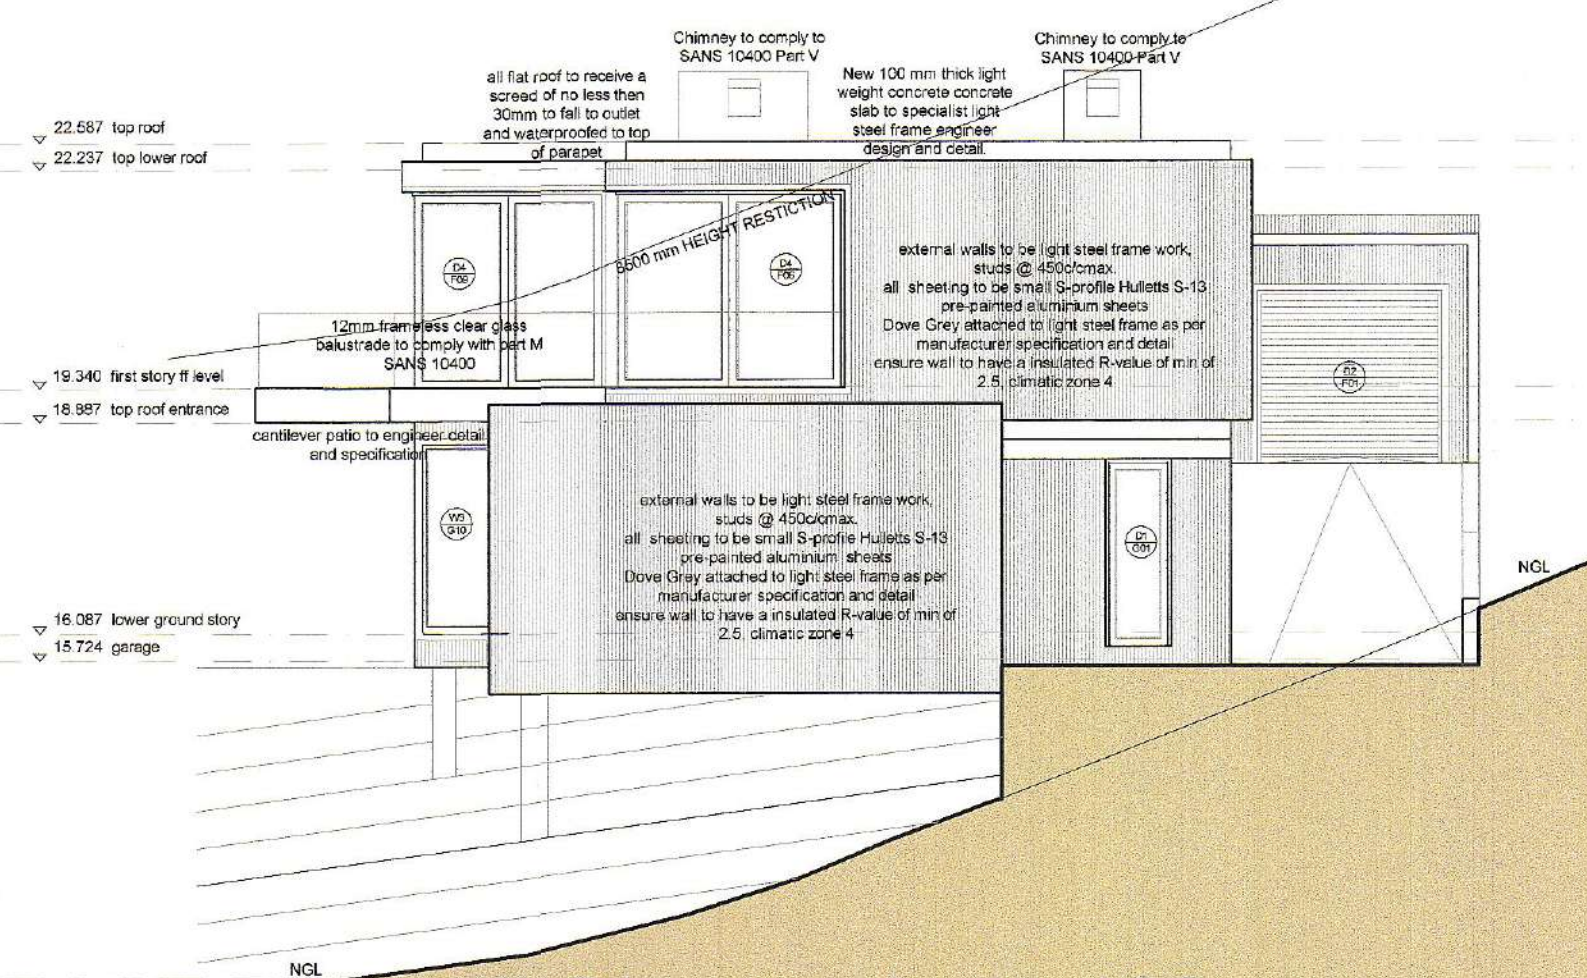 Chimney to comply to
SANS 10400 Part V
Chimney to comply to
SANS 10400 Part V
all flat roof to receive a
screed of no less then
30mm to fall to outlet
and waterproofed to top
of parapet
New 100 mm thick light
weight concrete concrete
slab to specialist light
steel frame engineer
design and detail.
22.587 top roof
22.237 top lower roof
8500 mm HEIGHT RESTICTION
D4
F09
D4
F06
external walls to be light steel frame work,
studs @ 450c/cmax.
all sheeting to be small S-profile Hulletts S-13
pre-painted aluminium sheets
Dove Grey attached to light steel frame as per
manufacturer specification and detail
ensure wall to have a insulated R-value of min of
2.5, climatic zone 4
12mm frameless clear glass
balustrade to comply with part M
SANS 10400
D2
F01
19.340 first story ff level
18.887 top roof entrance
cantilever patio to engineer detail
and specification
W3
G10
external walls to be light steel frame work,
studs @ 450c/cmax.
all sheeting to be small S-profile Hulletts S-13
pre-painted aluminium sheets
Dove Grey attached to light steel frame as per
manufacturer specification and detail
ensure wall to have a insulated R-value of min of
2.5, climatic zone 4
D1
G01
NGL
16.087 lower ground story
15.724 garage
NGL